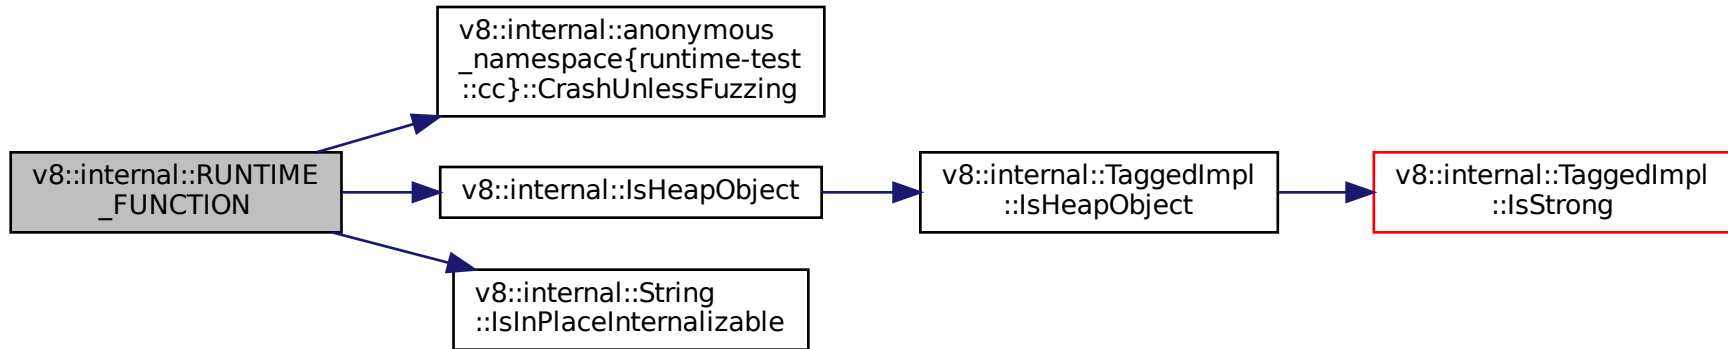 v8::internal::RUNTIME
_FUNCTION
v8::internal::anonymous
_namespace{runtime-test
::cc}::CrashUnlessFuzzing
v8::internal::IsHeapObject
v8::internal::String
::IsInPlaceInternalizable
v8::internal::TaggedImpl
::IsHeapObject
v8::internal::TaggedImpl
::IsStrong